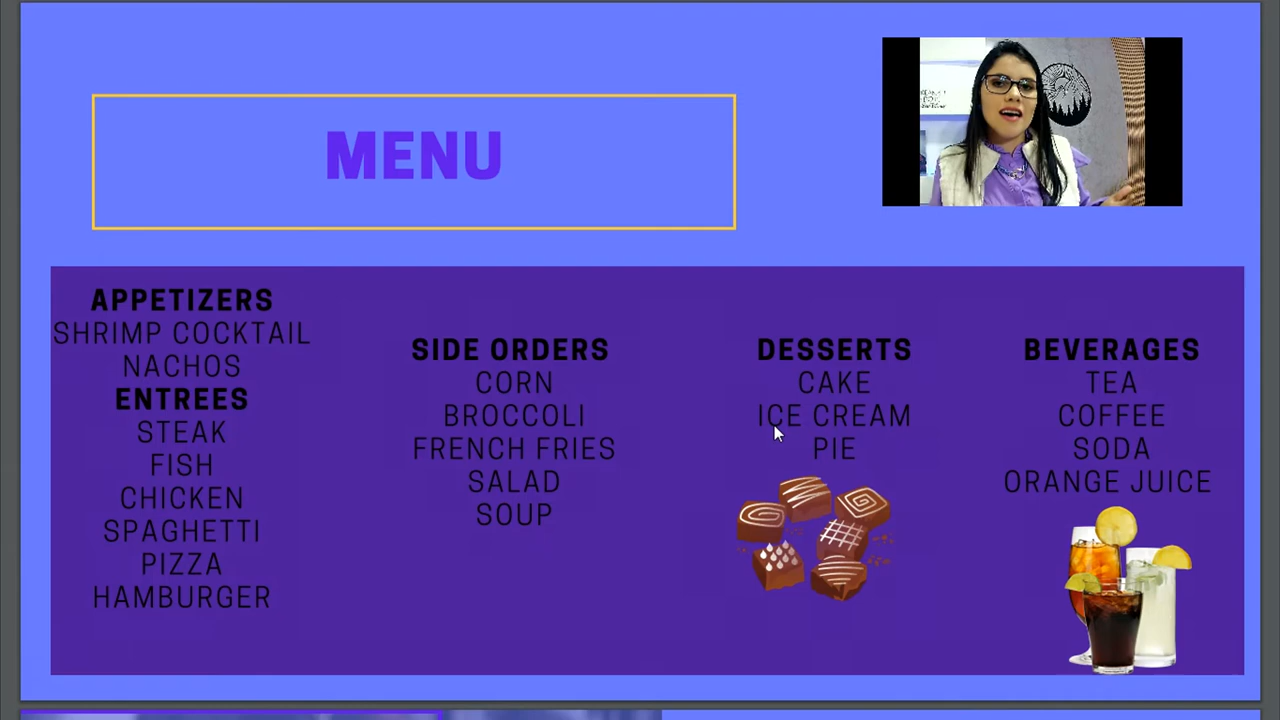 MENU
APPETIZERS
SHRIMP COCKTAIL
NACHOS
ENTREES
STEAK
FISH
CHICKEN
SPAGHETTI
PIZZA
HAMBURGER
SIDE ORDERS
CORN
BROCCOLI
FRENCH FRIES
SALAD
SOUP
DESSERTS
CAKE
ICE CREAM
PIE
BEVERAGES
TEA
COFFEE
SODA
ORANGE JUICE